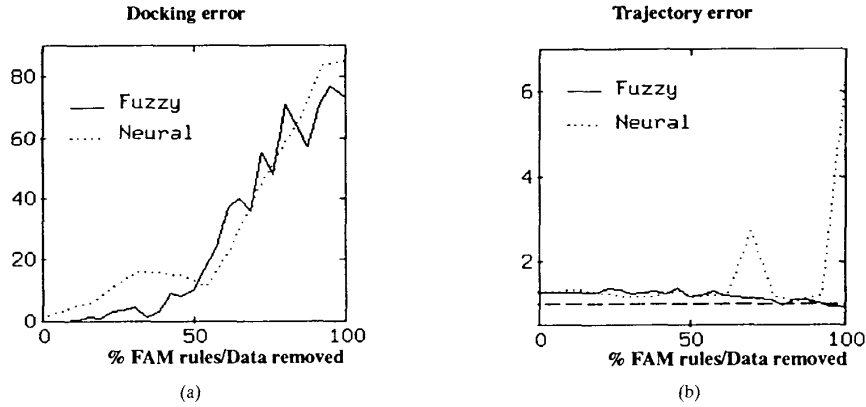 Docking error
80
60
40
20
0
Fuzzy
Neural
0 50 100
% FAM rules/Data removed
(a)
Trajectory error
6
4
2
Fuzzy
Neural
0 50 100
% FAM rules/Data removed
(b)